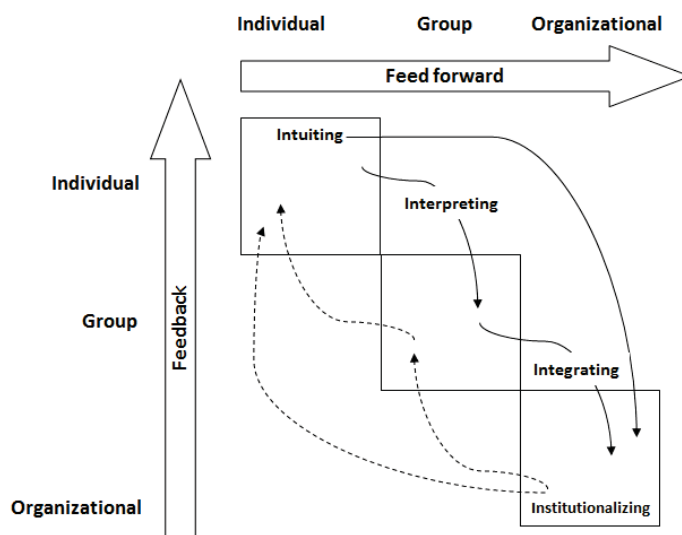 Individual
Group
Organizational
Feed forward
Intuiting
Individual
Interpreting
Group
Feedback
Integrating
Organizational
Institutionalizing